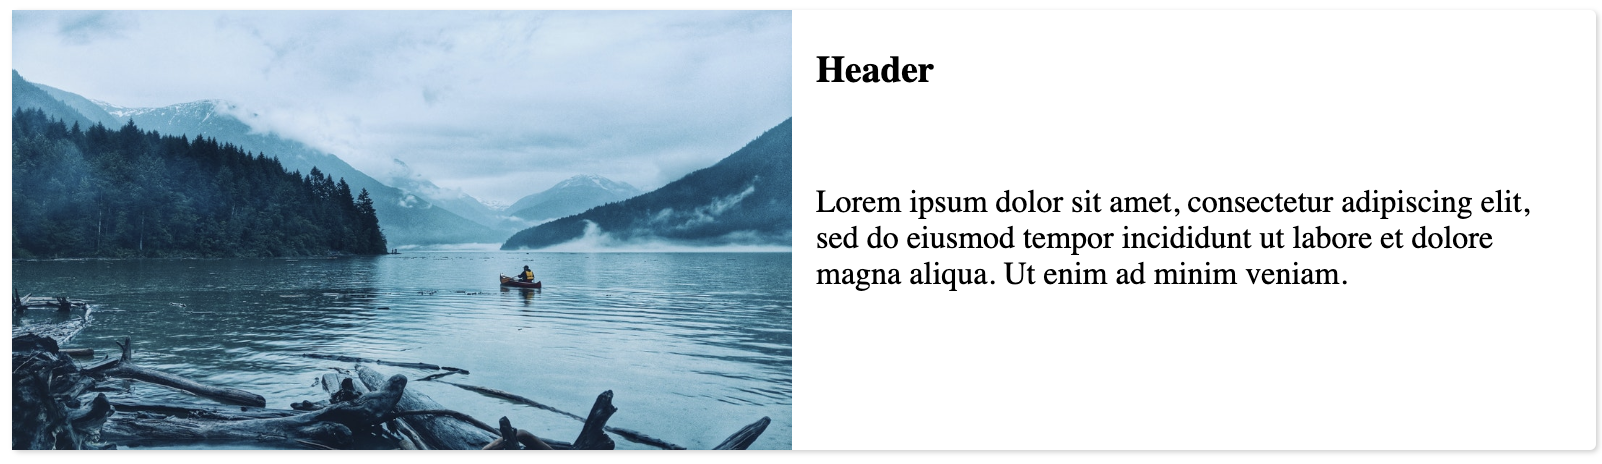 Header
Lorem ipsum dolor sit amet, consectetur adipiscing elit,
sed do eiusmod tempor incididunt ut labore et dolore
magna aliqua. Ut enim ad minim veniam.